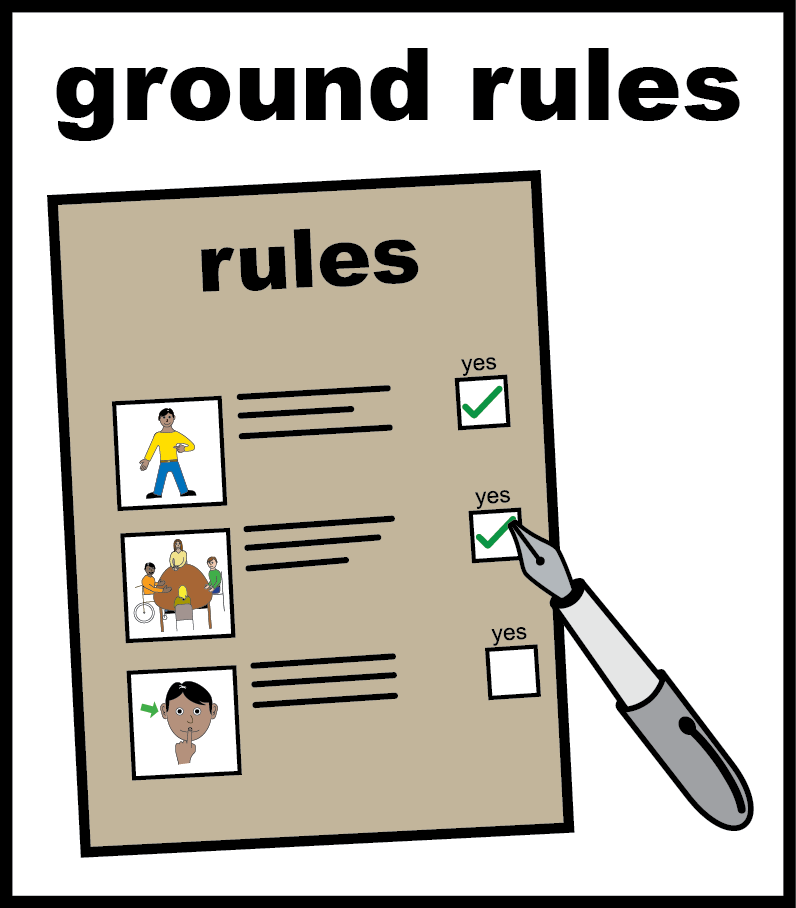 ground rules
rules
yes
yes
yes